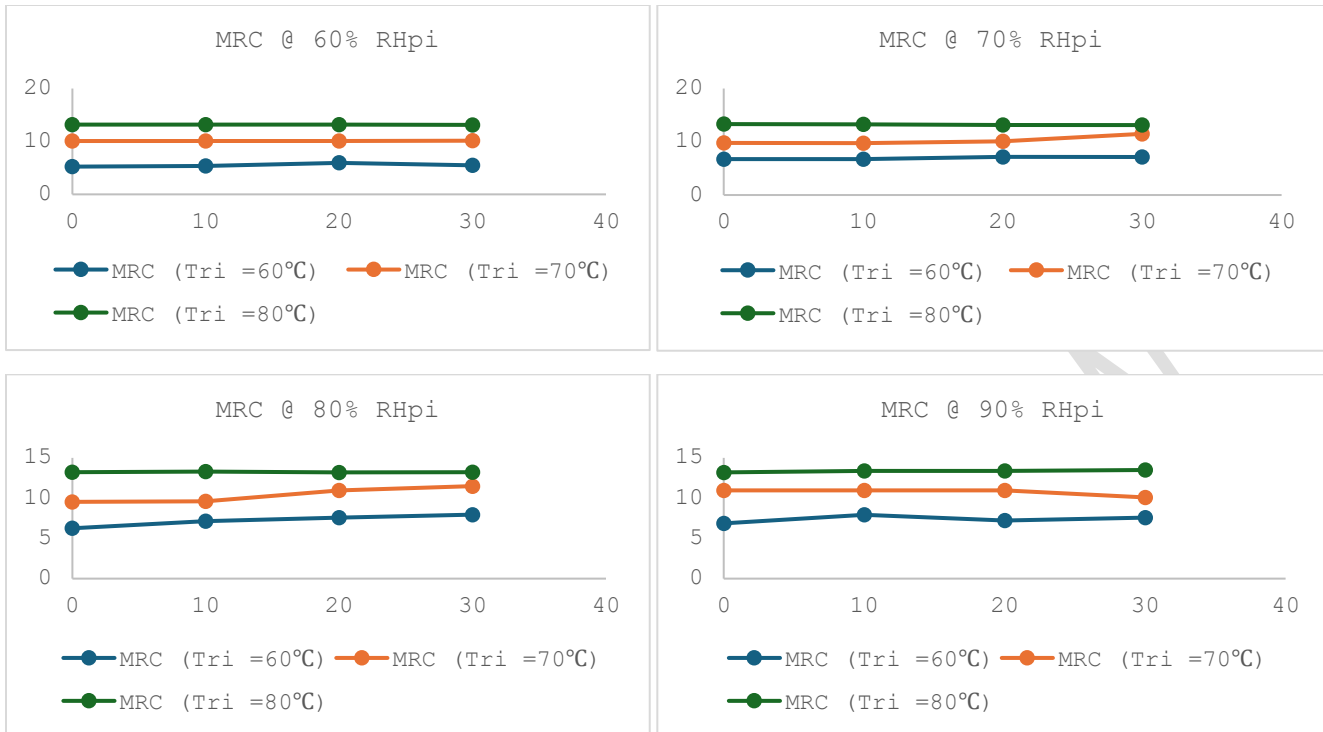 MRC @ 60% RHpi
20
10
0
0 10 20 30 40
MRC (Tri =60℃) MRC (Tri =70℃)
MRC (Tri =80℃)
MRC @ 70% RHpi
20
10
0
0 10 20 30 40
MRC (Tri =60℃) MRC (Tri =70℃)
MRC (Tri =80℃)
MRC @ 80% RHpi
15
10
5
0
0 10 20 30 40
MRC (Tri =60℃) MRC (Tri =70℃)
MRC (Tri =80℃)
MRC @ 90% RHpi
15
10
5
0
0 10 20 30 40
MRC (Tri =60℃) MRC (Tri =70℃)
MRC (Tri =80℃)